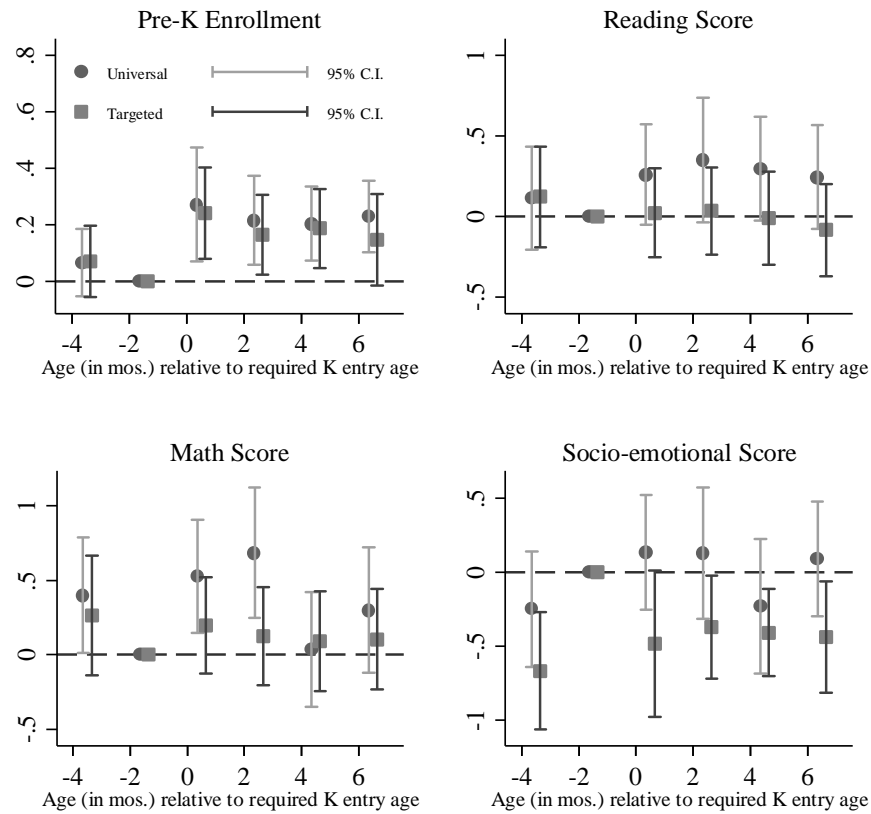 Pre-K Enrollment
.8
.6
.4
.2
0
Universal 95% C.I.
Targeted 95% C.I.
-4 -2 0 2 4 6
Age (in mos.) relative to required K entry age
Reading Score
1
.5
0
-.5
-4 -2 0 2 4 6
Age (in mos.) relative to required K entry age
Math Score
1
.5
0
-.5
-4 -2 0 2 4 6
Age (in mos.) relative to required K entry age
Socio-emotional Score
.5
0
-.5
-1
-4 -2 0 2 4 6
Age (in mos.) relative to required K entry age